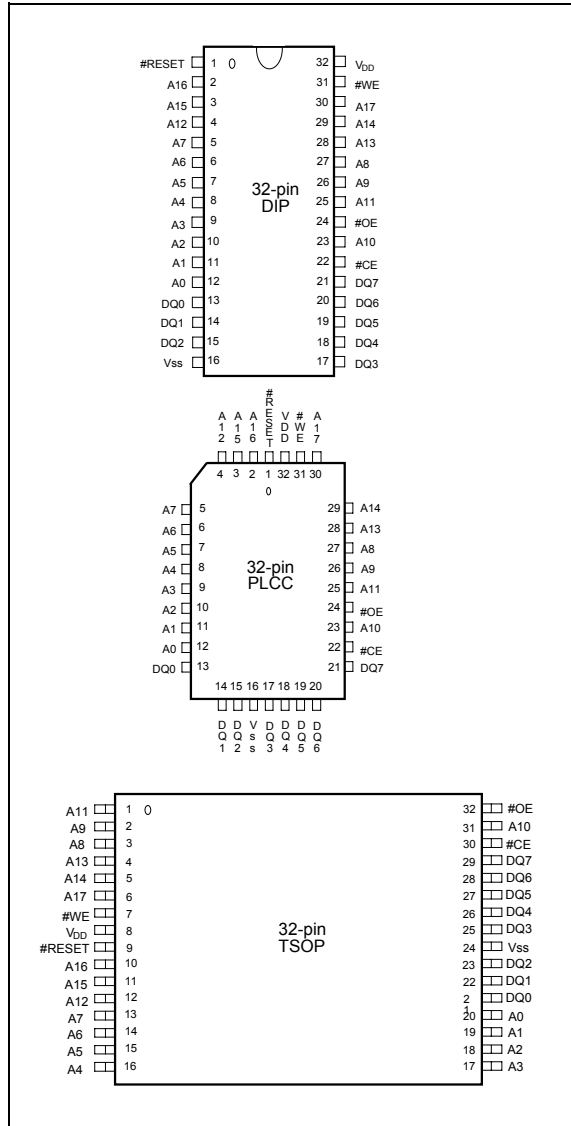 #RESET 1 32 VDD
A16 2 31 #WE
A15 3 30 A17
A12 4 29 A14
A7 5 28 A13
A6 6 27 A8
A5 7 26 A9
A4 8 25 A11
32-pin
DIP
A3 9 24 #OE
A2 10 23 A10
A1 11 22 #CE
A0 12 21 DQ7
DQ0 13 20 DQ6
DQ1 14 19 DQ5
DQ2 15 18 DQ4
Vss 16 17 DQ3
A12 A15 A16 #RESET VDD #WE A17
4 3 2 1 32 31 30
A7 5 29 A14
A6 6 28 A13
A5 7 27 A8
A4 8 26 A9
32-pin
PLCC
A3 9 25 A11
A2 10 24 #OE
A1 11 23 A10
A0 12 22 #CE
DQ0 13 21 DQ7
14 15 16 17 18 19 20
DQ1 DQ2 Vss DQ3 DQ4 DQ5 DQ6
A11 1 32 #OE
A9 2 31 A10
A8 3 30 #CE
A13 4 29 DQ7
A14 5 28 DQ6
A17 6 27 DQ5
#WE 7 26 DQ4
VDD 8 25 DQ3
32-pin
TSOP
#RESET 9 24 Vss
A16 10 23 DQ2
A15 11 22 DQ1
A12 12 21 DQ0
A7 13 20 A0
A6 14 19 A1
A5 15 18 A2
A4 16 17 A3